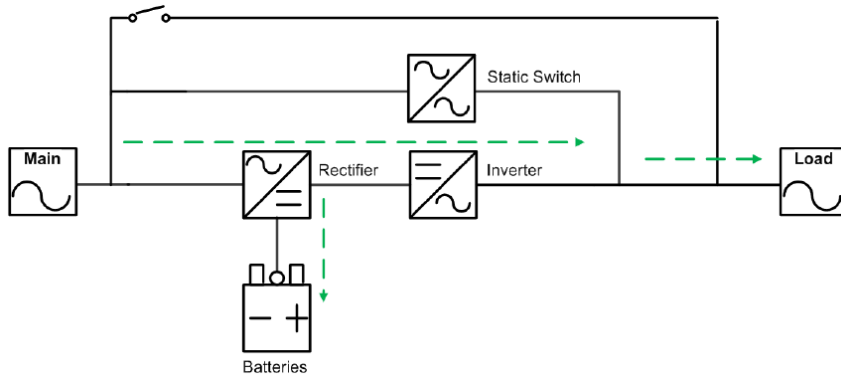 Static Switch
Main
Rectifier
Inverter
Load
Batteries